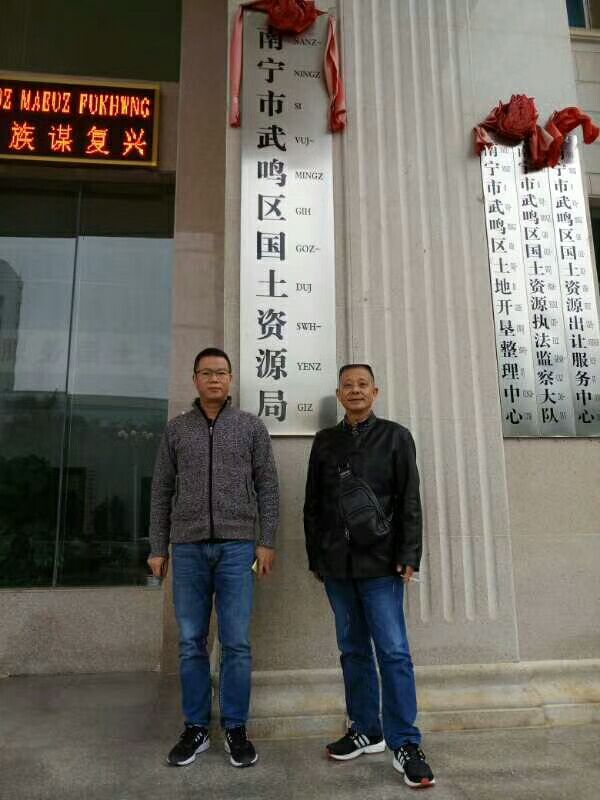 OZ MABUZ FUKHWNG
族谋复兴
南宁市武鸣区国土资源局
SANZ-
NINGZ
SI
VUJ-
MINGZ
GIH
GOZ-
DUJ
SWH-
YENZ
GIZ
南宁市武鸣区土地开垦整理中心
南宁市武鸣区国土资源执法监察大队
南宁市武鸣区国土资源出让服务中心